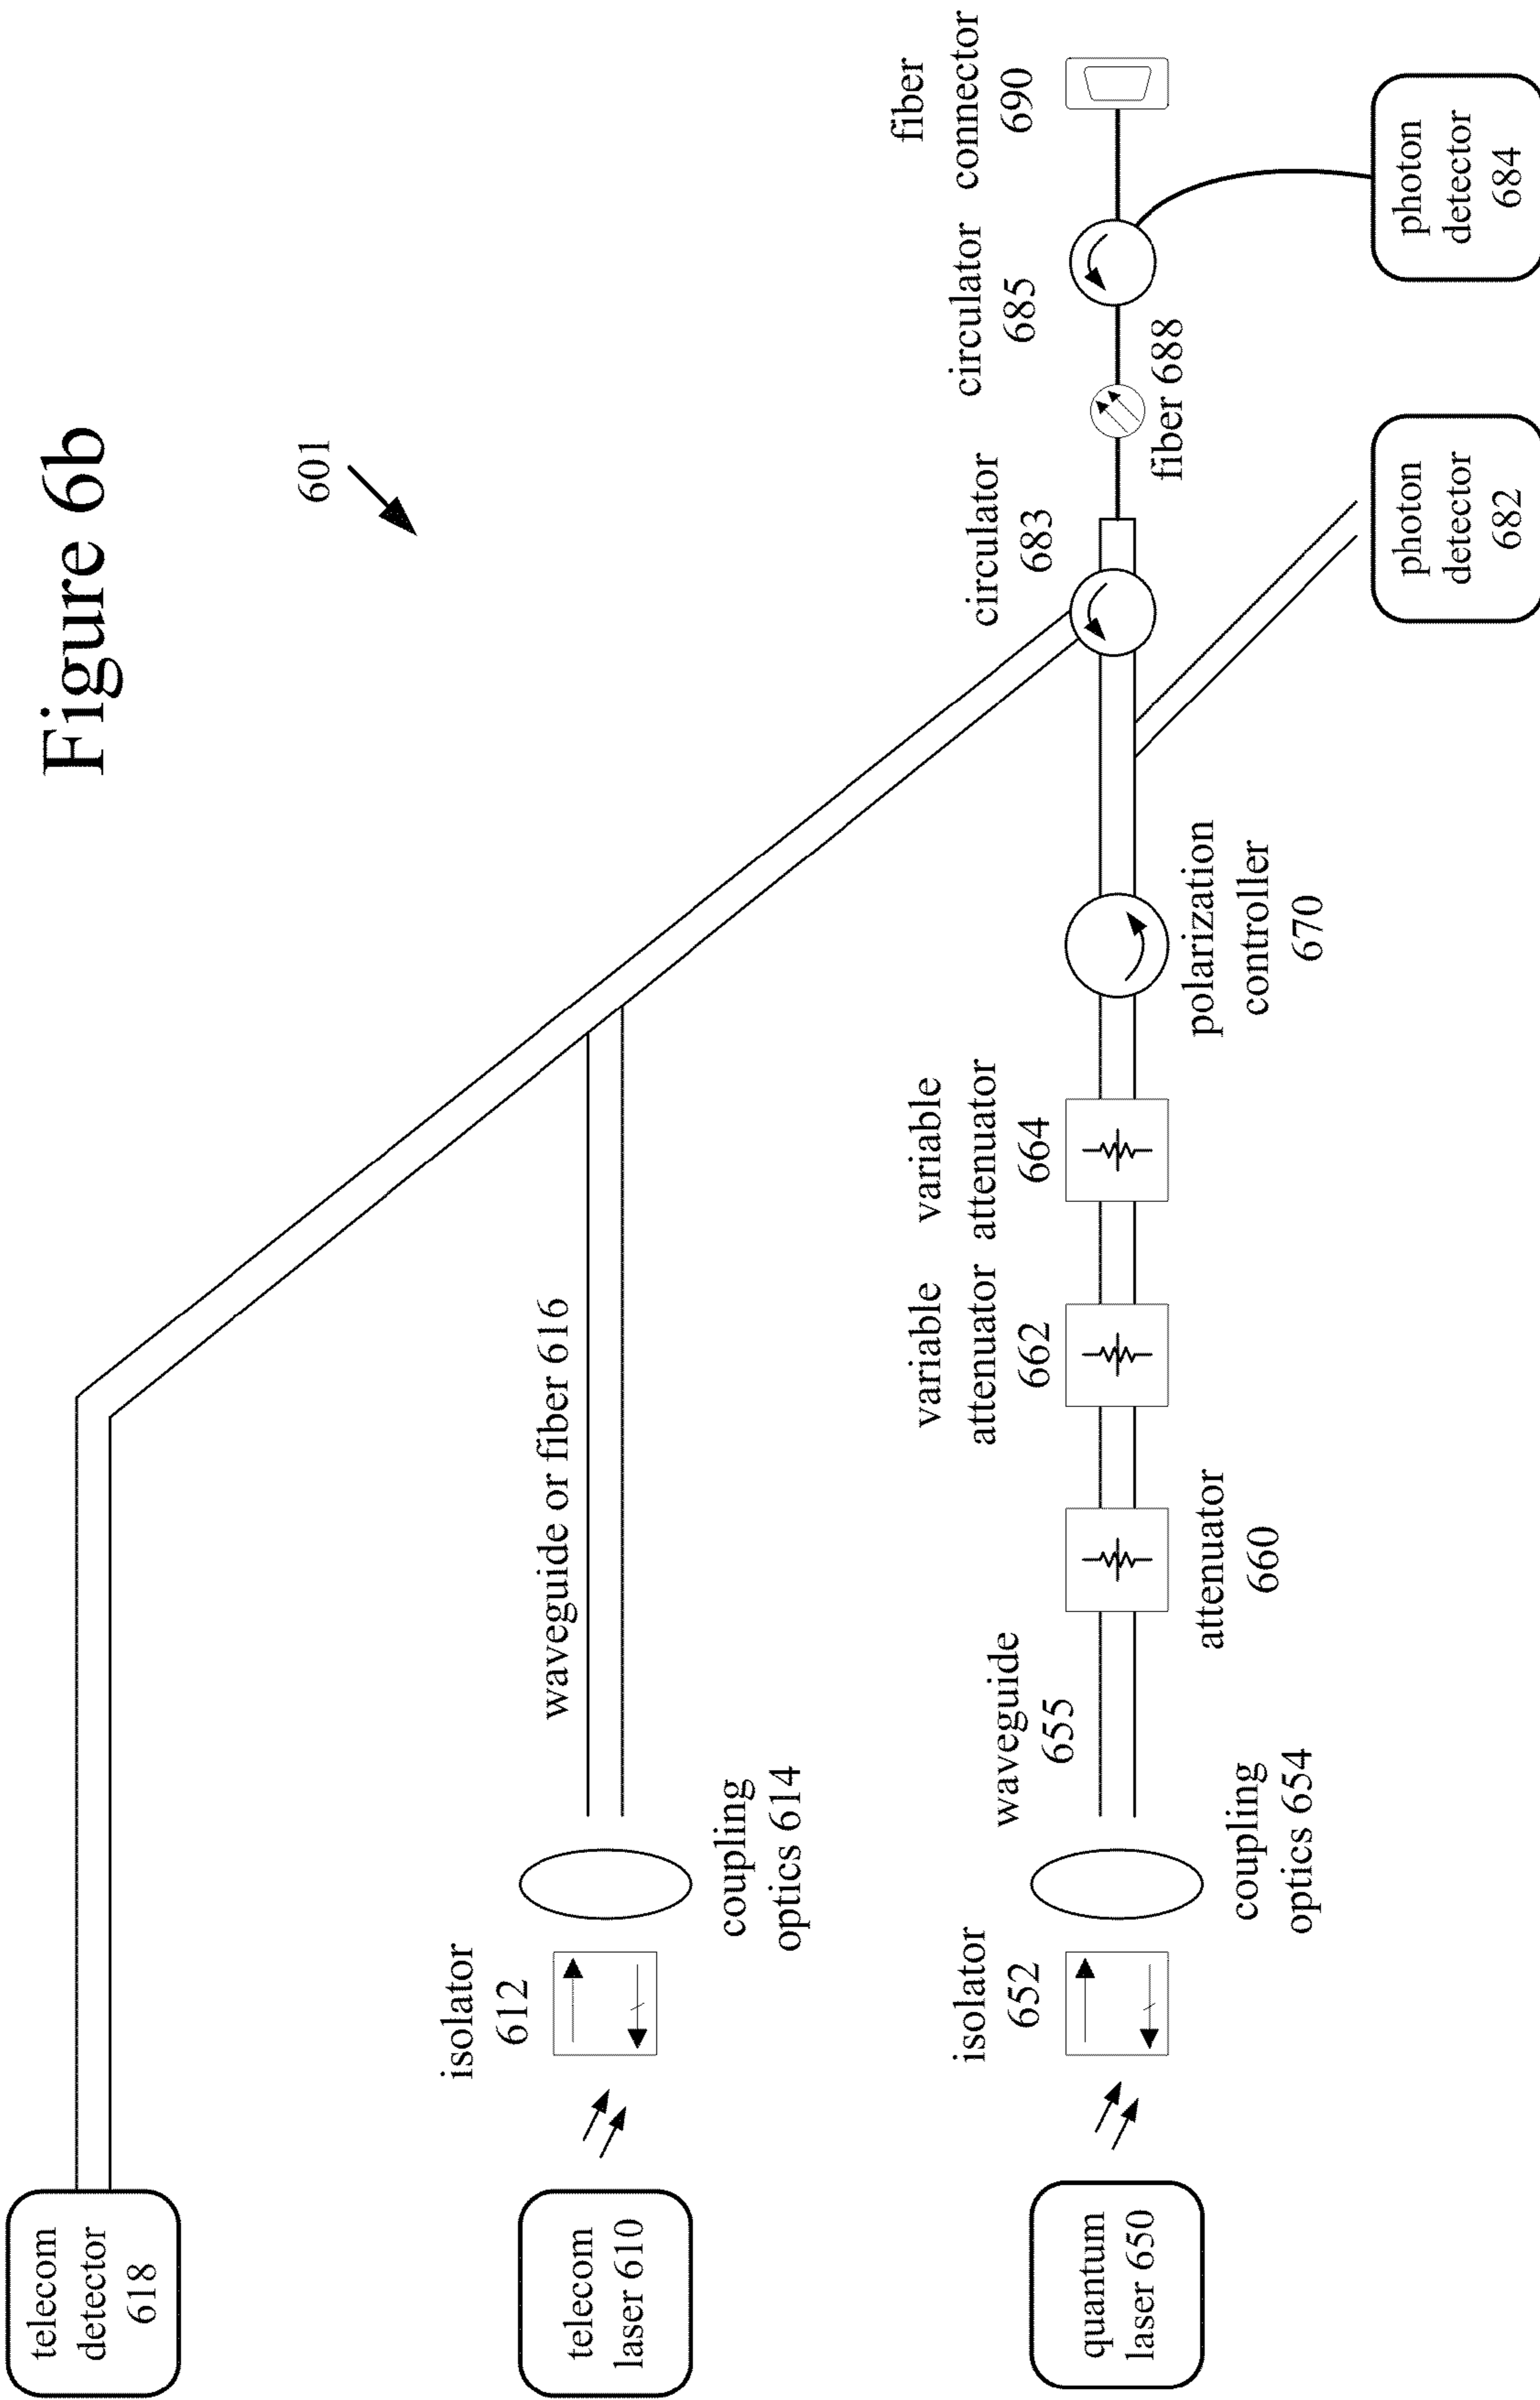 Figure 6b
601
telecom
detector
618
telecom
laser 610
isolator
612
coupling
optics 614
waveguide or fiber 616
quantum
laser 650
isolator
652
coupling
optics 654
waveguide
655
attenuator
660
variable
attenuator
662
variable
attenuator
664
polarization
controller
670
circulator
683
fiber 688
circulator
685
fiber
connector
690
photon
detector
682
photon
detector
684